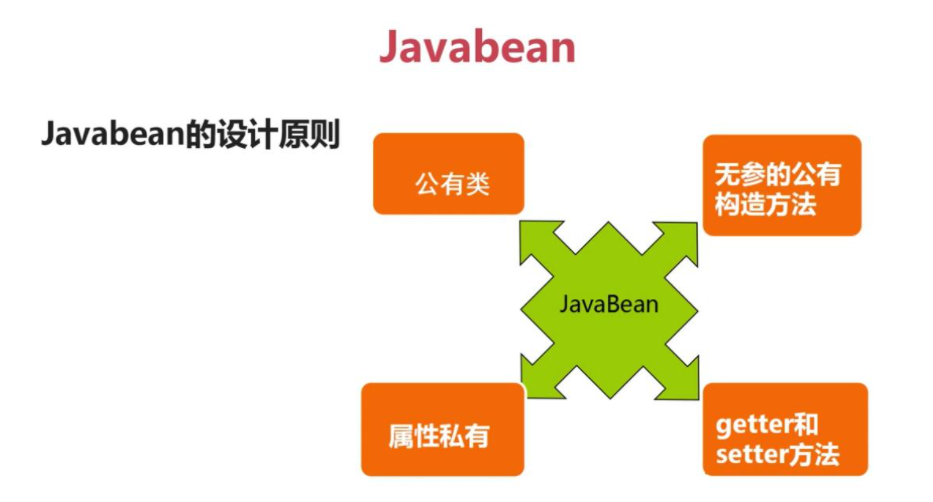 Javabean
Javabean的设计原则
公有类
无参的公有
构造方法
JavaBean
属性私有
getter和
setter方法